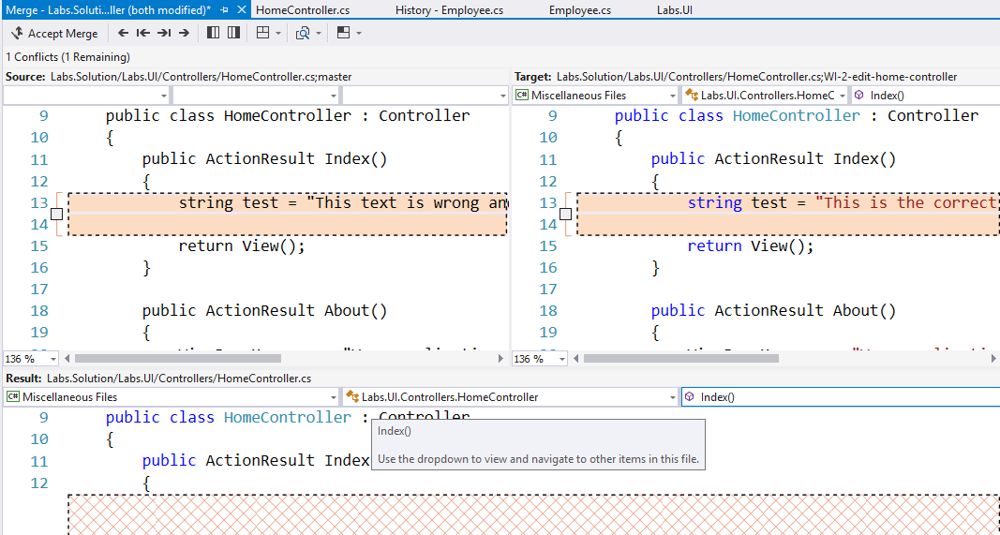 Merge - Labs.Soluti...ller (both modified)* HomeController.cs History - Employee.cs Employee.cs Labs.UI
Accept Merge
1 Conflicts (1 Remaining)
Source: Labs.Solution/Labs.UI/Controllers/HomeController.cs;master
9 public class HomeController : Controller
10 {
11 public ActionResult Index()
12 {
13 string test = "This text is wrong an
14
15 return View();
16 }
17
18 public ActionResult About()
19 {
136 %
Target: Labs.Solution/Labs.UI/Controllers/HomeController.cs;WI-2-edit-home-controller
C# Miscellaneous Files Labs.UI.Controllers.HomeC Index()
9 public class HomeController : Controller
10 {
11 public ActionResult Index()
12 {
13 string test = "This is the correct
14
15 return View();
16 }
17
18 public ActionResult About()
19 {
136 %
Result: Labs.Solution/Labs.UI/Controllers/HomeController.cs
C# Miscellaneous Files Labs.UI.Controllers.HomeController Index()
9 public class HomeController : Controller
10 {
11 public ActionResult Index
12 {
Index()
Use the dropdown to view and navigate to other items in this file.